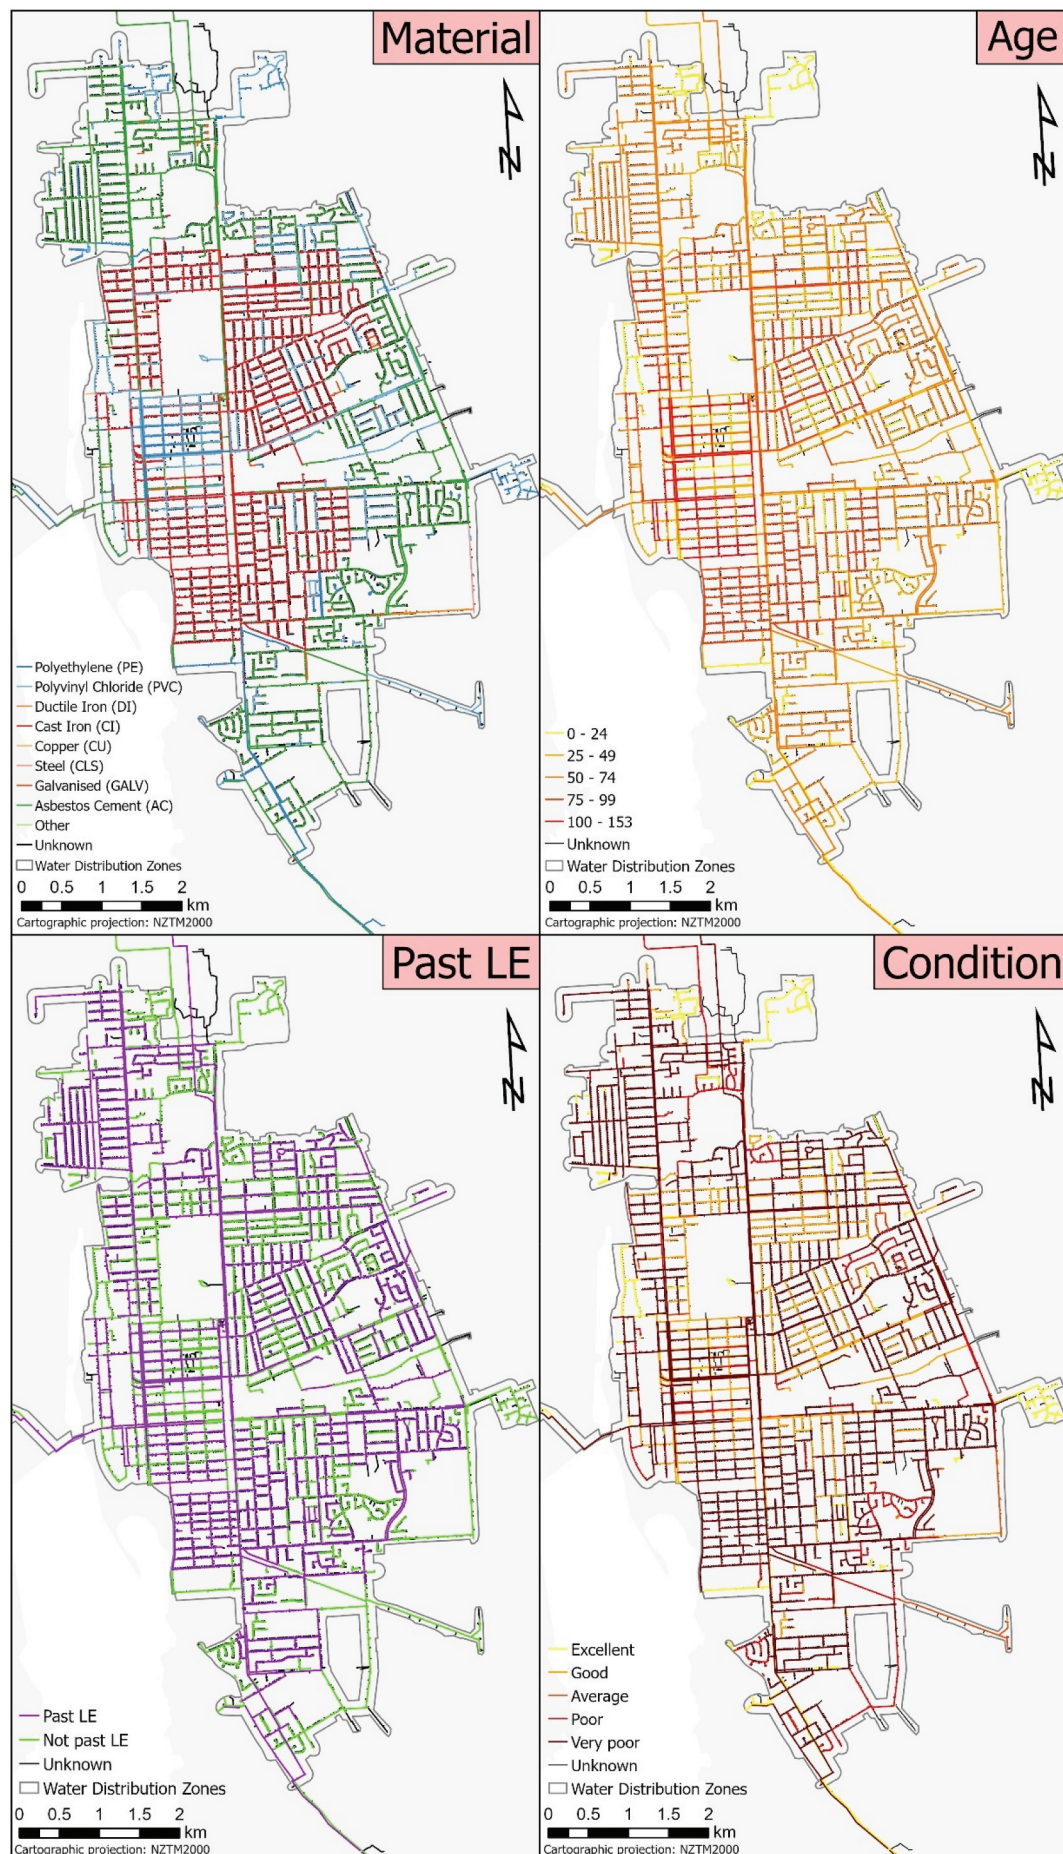 Material
N
Polyethylene (PE)
Polyvinyl Chloride (PVC)
Ductile Iron (DI)
Cast Iron (CI)
Copper (CU)
Steel (CLS)
Galvanised (GALV)
Asbestos Cement (AC)
Other
Unknown
Water Distribution Zones
0 0.5 1 1.5 2
km
Cartographic projection: NZTM2000
Age
N
0 - 24
25 - 49
50 - 74
75 - 99
100 - 153
Unknown
Water Distribution Zones
0 0.5 1 1.5 2
km
Cartographic projection: NZTM2000
Past LE
N
Past LE
Not past LE
Unknown
Water Distribution Zones
0 0.5 1 1.5 2
km
Cartographic projection: NZTM2000
Condition
N
Excellent
Good
Average
Poor
Very poor
Unknown
Water Distribution Zones
0 0.5 1 1.5 2
km
Cartographic projection: NZTM2000